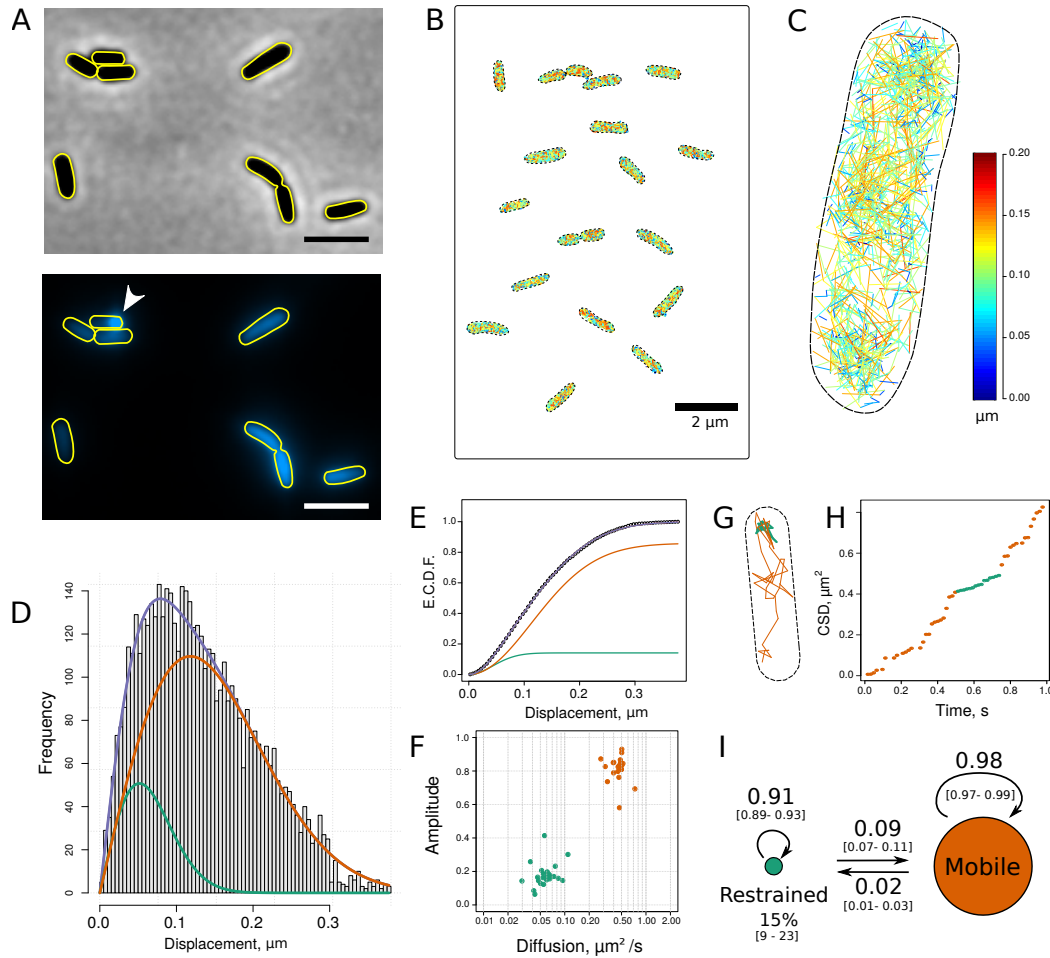 A
B
2 μm
C
0.20
0.15
0.10
0.05
0.00
μm
D
Frequency
140
120
100
80
60
40
20
0
0.0
0.1
0.2
0.3
Displacement, μm
E
E.C.D.F.
1.0
0.8
0.6
0.4
0.2
0.0
0.0
0.1
0.2
0.3
Displacement, μm
F
Amplitude
1.0
0.8
0.6
0.4
0.2
0.0
0.01 0.02 0.05 0.10 0.20 0.50 1.00 2.00
Diffusion, μm² /s
G
H
CSD, μm²
0.6
0.4
0.2
0.0
0.0 0.2 0.4 0.6 0.8 1.0
Time, s
I
0.91
[0.89- 0.93]
Restrained
15%
[9 - 23]
0.09
[0.07- 0.11]
0.02
[0.01- 0.03]
0.98
[0.97- 0.99]
Mobile